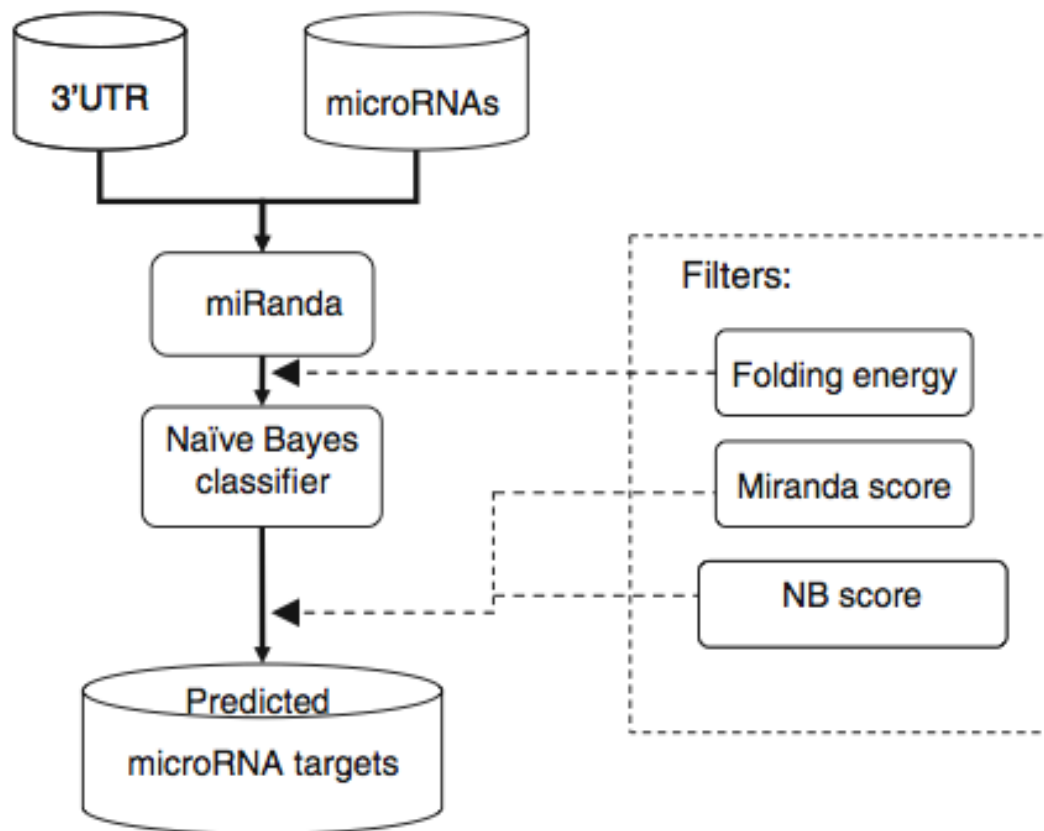 3'UTR
microRNAs
miRanda
Filters:
Folding energy
Naïve Bayes
classifier
Miranda score
NB score
Predicted
microRNA targets